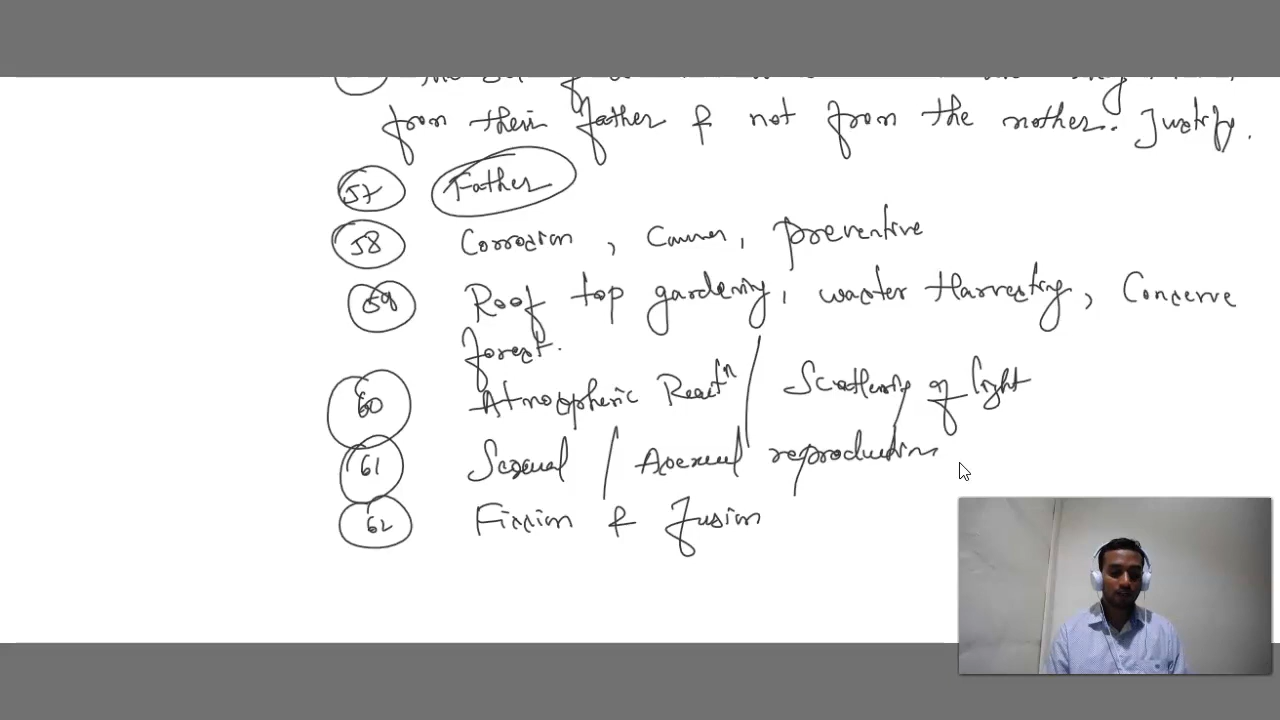 from their father & not from the mother. Justify.
57 Father
58 Corrosion, Causes, preventive
59 Roof top gardening, water Harvesting, Conserve
forest.
60 Atmospheric Reactn / Scattering of light
61 Sexual / Asexual reproduction
62 Fission & fusion